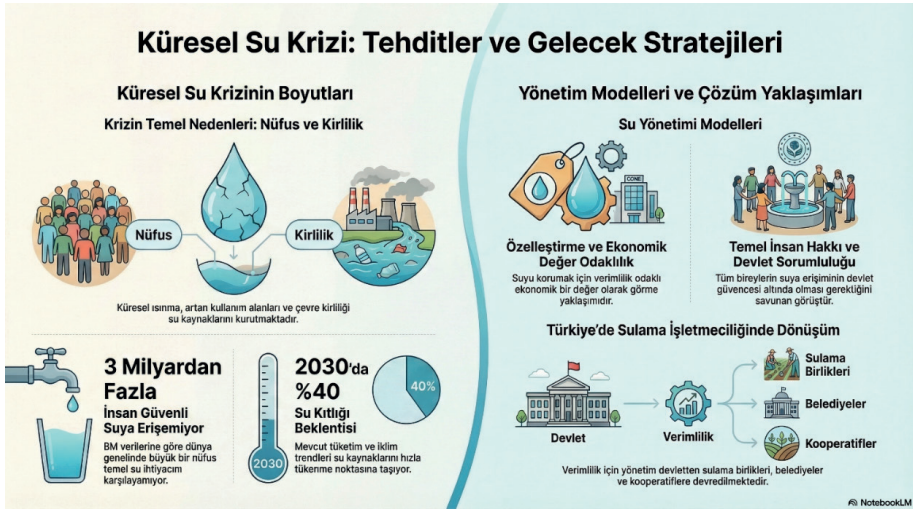 Küresel Su Krizi: Tehditler ve Gelecek Stratejileri
Küresel Su Krizinin Boyutları
Krizin Temel Nedenleri: Nüfus ve Kirlilik
Nüfus
Kirlilik
Küresel ısınma, artan kullanım alanları ve çevre kirliliği
su kaynaklarını kurutmaktadır.
3 Milyardan
Fazla
İnsan Güvenli
Suya Erişemiyor
BM verilerine göre dünya
genelinde büyük bir nüfus
temel su ihtiyacım
karşılayamıyor.
2030
2030'da
%40
Su Kıtlığı
Beklentisi
40%
Mevcut tüketim ve iklim
trendleri su kaynaklarını hızla
tükenme noktasına taşıyor.
Yönetim Modelleri ve Çözüm Yaklaşımları
Su Yönetimi Modelleri
CONE
Özelleştirme ve Ekonomik
Değer Odaklılık
Suyu korumak için verimlilik odaklı
ekonomik bir değer olarak görme
yaklaşımıdır.
Temel İnsan Hakkı ve
Devlet Sorumluluğu
Tüm bireylerin suya erişiminin devlet
güvencesi altında olması gerekliğini
savunan görüştür.
Türkiye'de Sulama İşletmeciliğinde Dönüşüm
Devlet
Verimlilik
Sulama
Birlikleri
Belediyeler
Kooperatifler
Verimlilik için yönetim devletten sulama birlikleri, belediyeler
ve kooperatiflere devredilmektedir.
NotebookLM